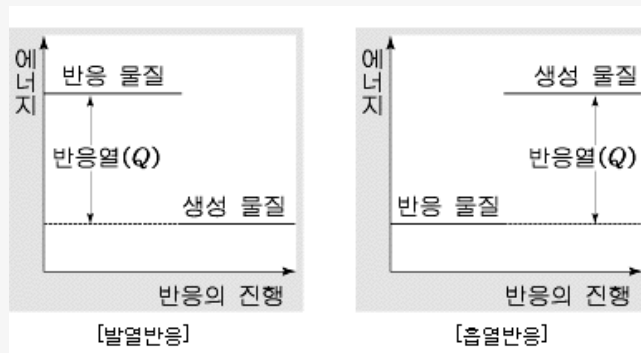 에너지
반응 물질
반응열(Q)
생성 물질
반응의 진행
[발열반응]
에너지
생성 물질
반응열(Q)
반응 물질
반응의 진행
[흡열반응]